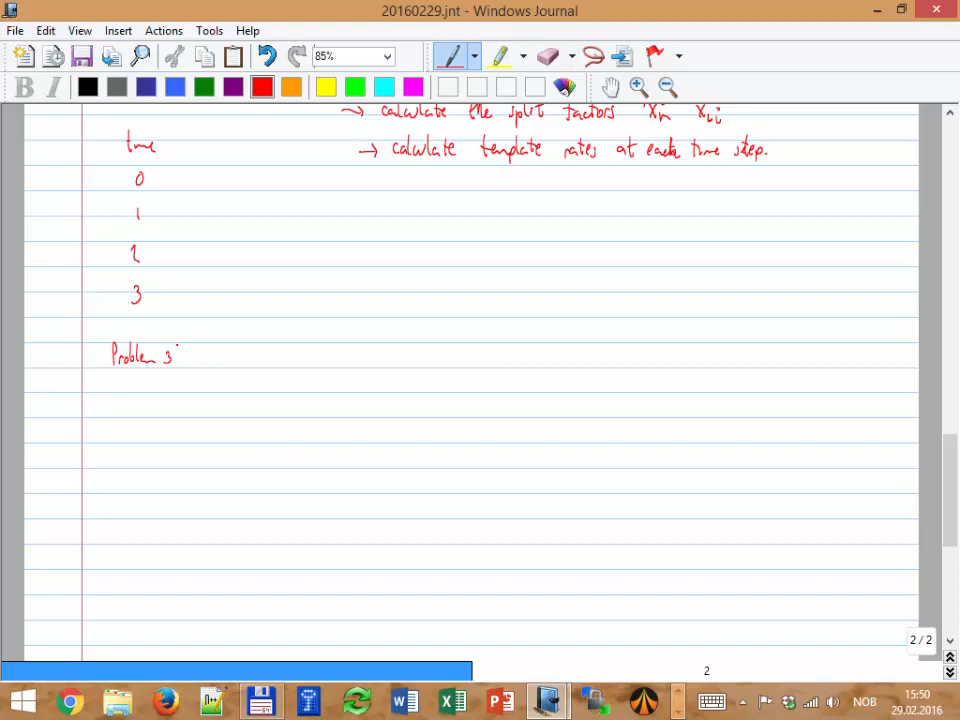 20160229.jnt - Windows Journal
File Edit View Insert Actions Tools Help
85%
B I
→ calculate the split factors
time → calculate template rates at each time step.
0
1
2
3
Problem 3
2 / 2
2
NOB
15:50
29.02.2016